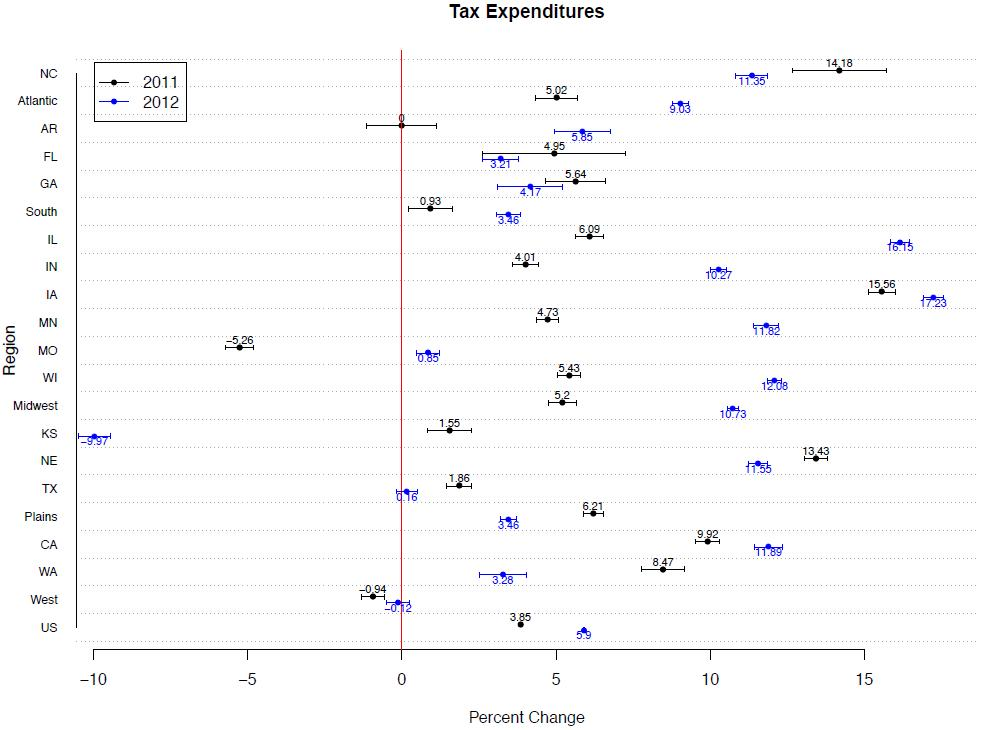 Tax Expenditures
2011
2012
NC 14.18 11.35
Atlantic 5.02 9.03
AR 0 5.85
FL 4.95 3.21
GA 5.64 4.17
South 0.93 3.46
IL 6.09 16.15
IN 4.01 10.27
IA 15.56 17.23
MN 4.73 11.82
MO −5.26 0.85
WI 5.43 12.08
Midwest 5.2 10.73
KS 1.55 −9.97
NE 13.43 11.55
TX 1.86 0.16
Plains 6.21 3.46
CA 9.92 11.89
WA 8.47 3.28
West −0.94 −0.12
US 3.85 5.9
Region
−10 −5 0 5 10 15
Percent Change